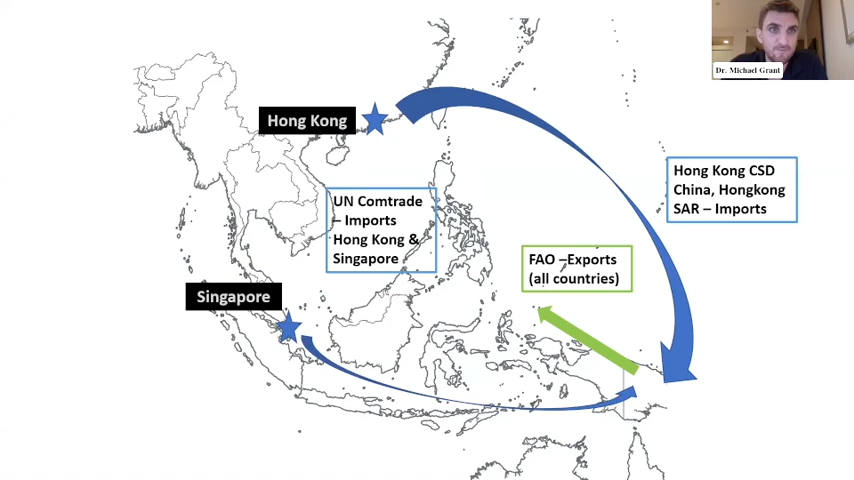 Dr. Michael Grant
Hong Kong
Hong Kong CSD
China, Hongkong
SAR – Imports
UN Comtrade
– Imports
Hong Kong &
Singapore
FAO –Exports
(all countries)
Singapore